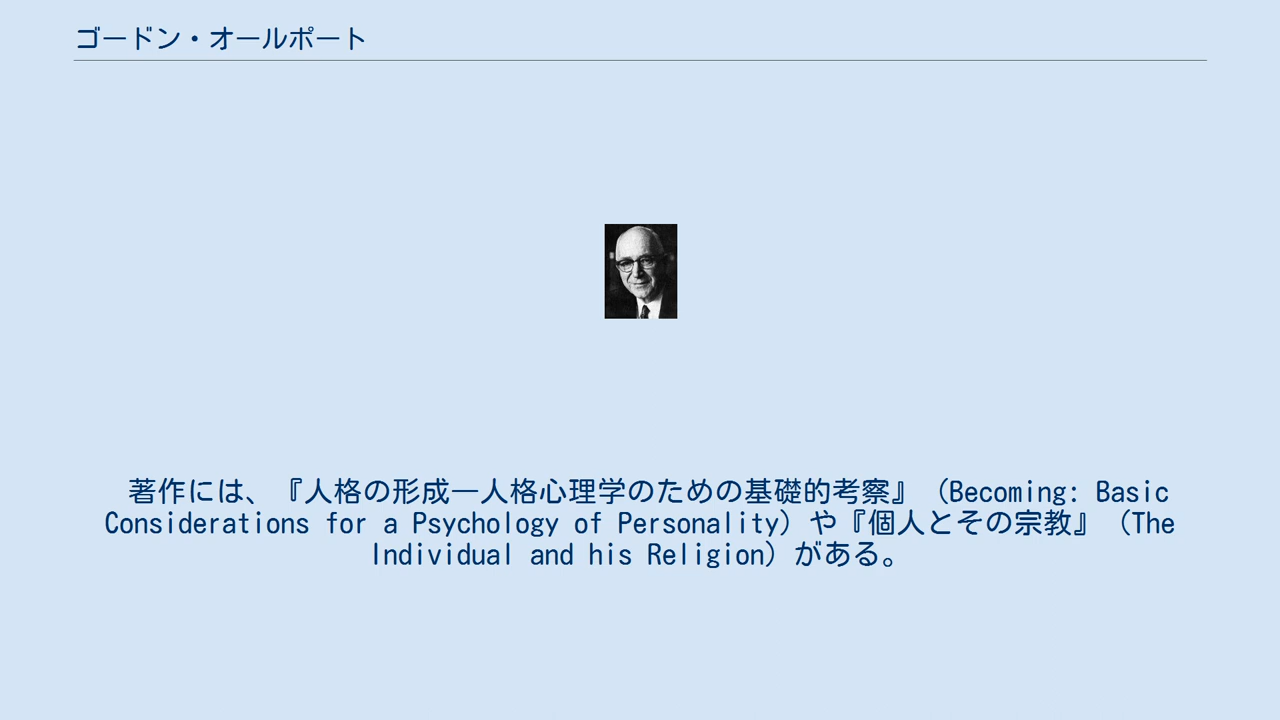 ゴードン・オールポート
著作には、『人格の形成―人格心理学のための基礎的考察』（Becoming: Basic
Considerations for a Psychology of Personality）や『個人とその宗教』（The
Individual and his Religion）がある。